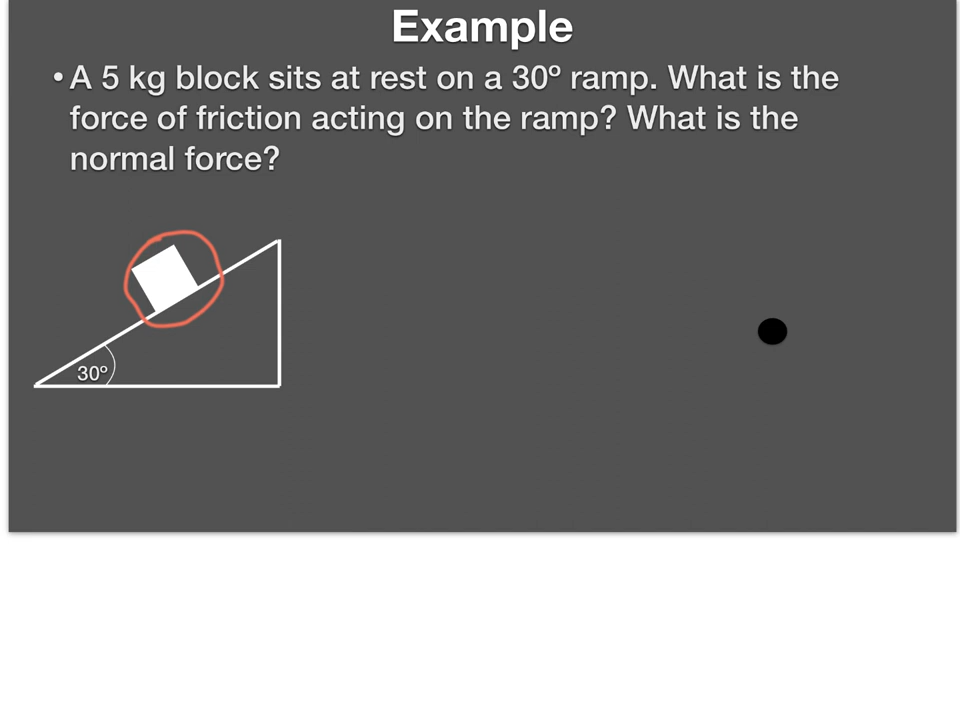 Example
• A 5 kg block sits at rest on a 30º ramp. What is the
force of friction acting on the ramp? What is the
normal force?
30º